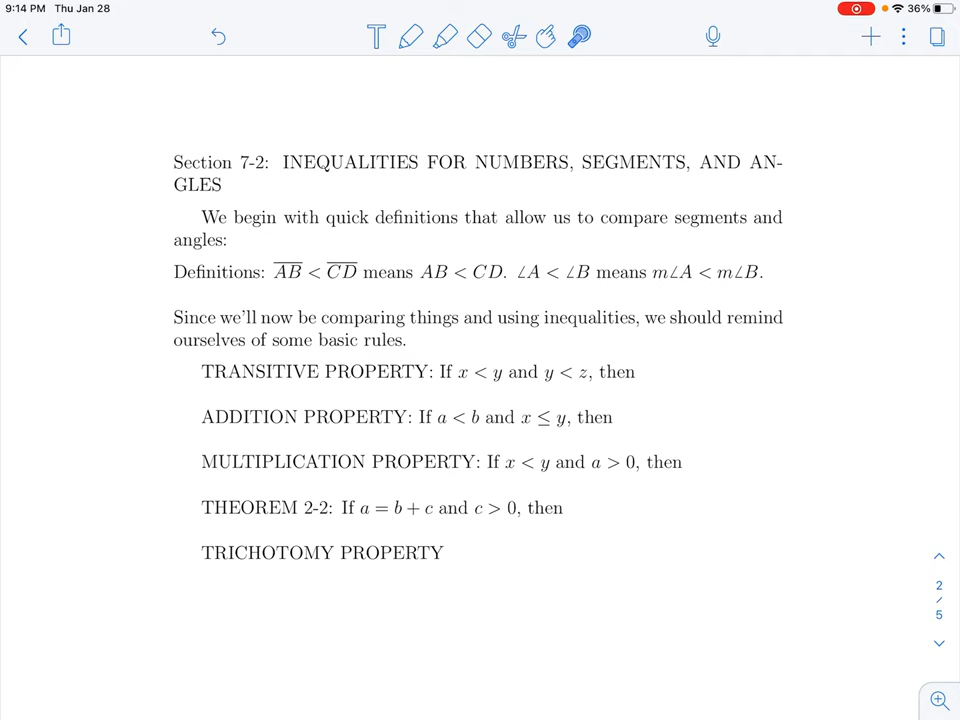 9:14 PM Thu Jan 28
36%
Section 7-2: INEQUALITIES FOR NUMBERS, SEGMENTS, AND AN-
GLES
We begin with quick definitions that allow us to compare segments and
angles:
Definitions: A̅B̅ < C̅D̅ means AB < CD. ∠A < ∠B means m∠A < m∠B.
Since we'll now be comparing things and using inequalities, we should remind
ourselves of some basic rules.
TRANSITIVE PROPERTY: If x < y and y < z, then
ADDITION PROPERTY: If a < b and x ≤ y, then
MULTIPLICATION PROPERTY: If x < y and a > 0, then
THEOREM 2-2: If a = b + c and c > 0, then
TRICHOTOMY PROPERTY
2
/
5